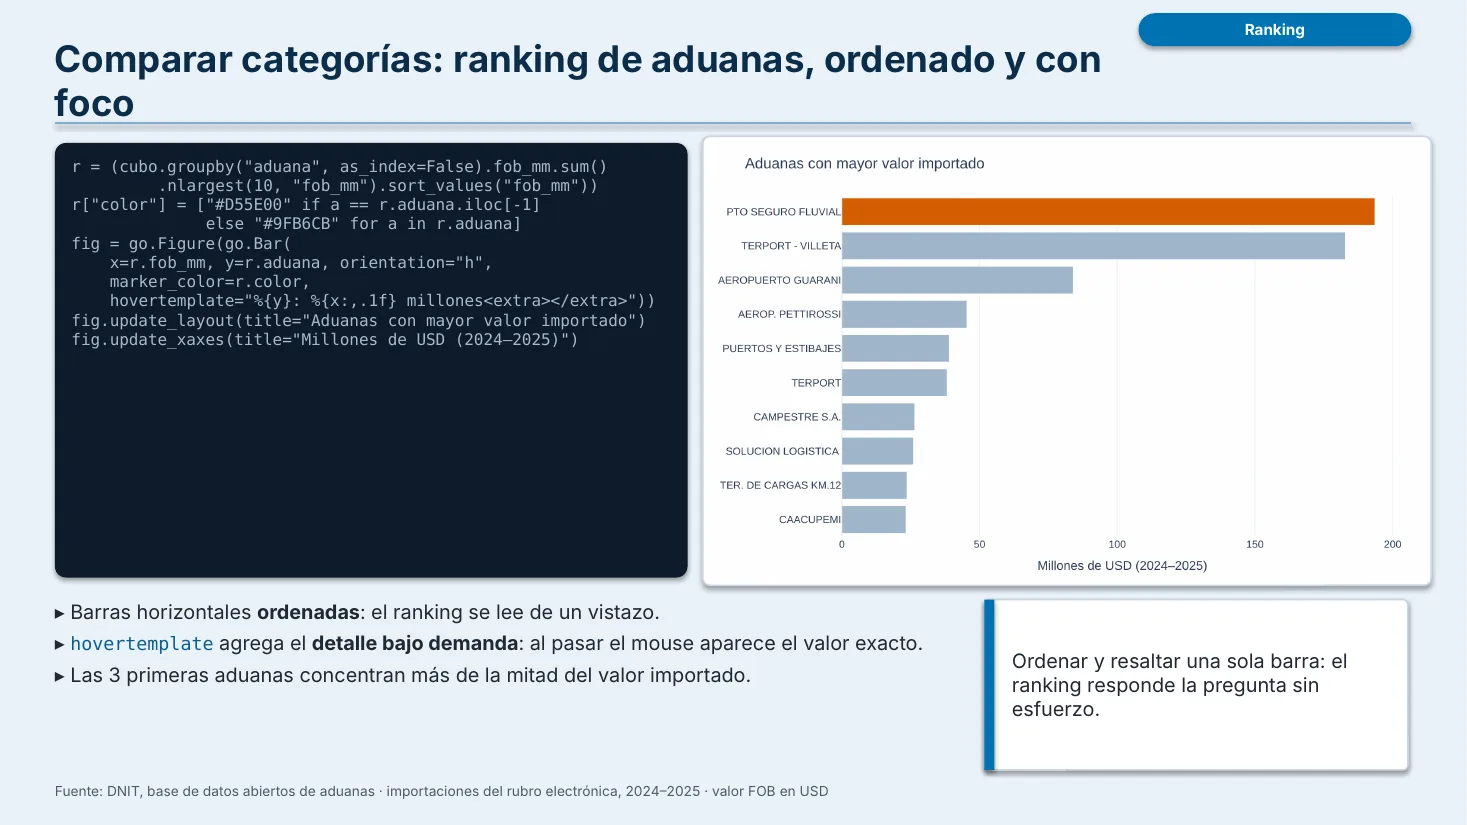 Ranking
Comparar categorías: ranking de aduanas, ordenado y con
foco
r = (cubo.groupby("aduana", as_index=False).fob_mm.sum()
         .nlargest(10, "fob_mm").sort_values("fob_mm"))
r["color"] = ["#D55E00" if a == r.aduana.iloc[-1]
              else "#9FB6CB" for a in r.aduana]
fig = go.Figure(go.Bar(
    x=r.fob_mm, y=r.aduana, orientation="h",
    marker_color=r.color,
    hovertemplate="%{y}: %{x:,.1f} millones<extra></extra>"))
fig.update_layout(title="Aduanas con mayor valor importado")
fig.update_xaxes(title="Millones de USD (2024–2025)")
Aduanas con mayor valor importado
PTO SEGURO FLUVIAL
TERPORT - VILLETA
AEROPUERTO GUARANI
AEROP. PETTIROSSI
PUERTOS Y ESTIBAJES
TERPORT
CAMPESTRE S.A.
SOLUCION LOGISTICA
TER. DE CARGAS KM.12
CAACUPEMI
0 50 100 150 200
Millones de USD (2024–2025)
▸ Barras horizontales ordenadas: el ranking se lee de un vistazo.
▸ hovertemplate agrega el detalle bajo demanda: al pasar el mouse aparece el valor exacto.
▸ Las 3 primeras aduanas concentran más de la mitad del valor importado.
Ordenar y resaltar una sola barra: el
ranking responde la pregunta sin
esfuerzo.
Fuente: DNIT, base de datos abiertos de aduanas · importaciones del rubro electrónica, 2024–2025 · valor FOB en USD